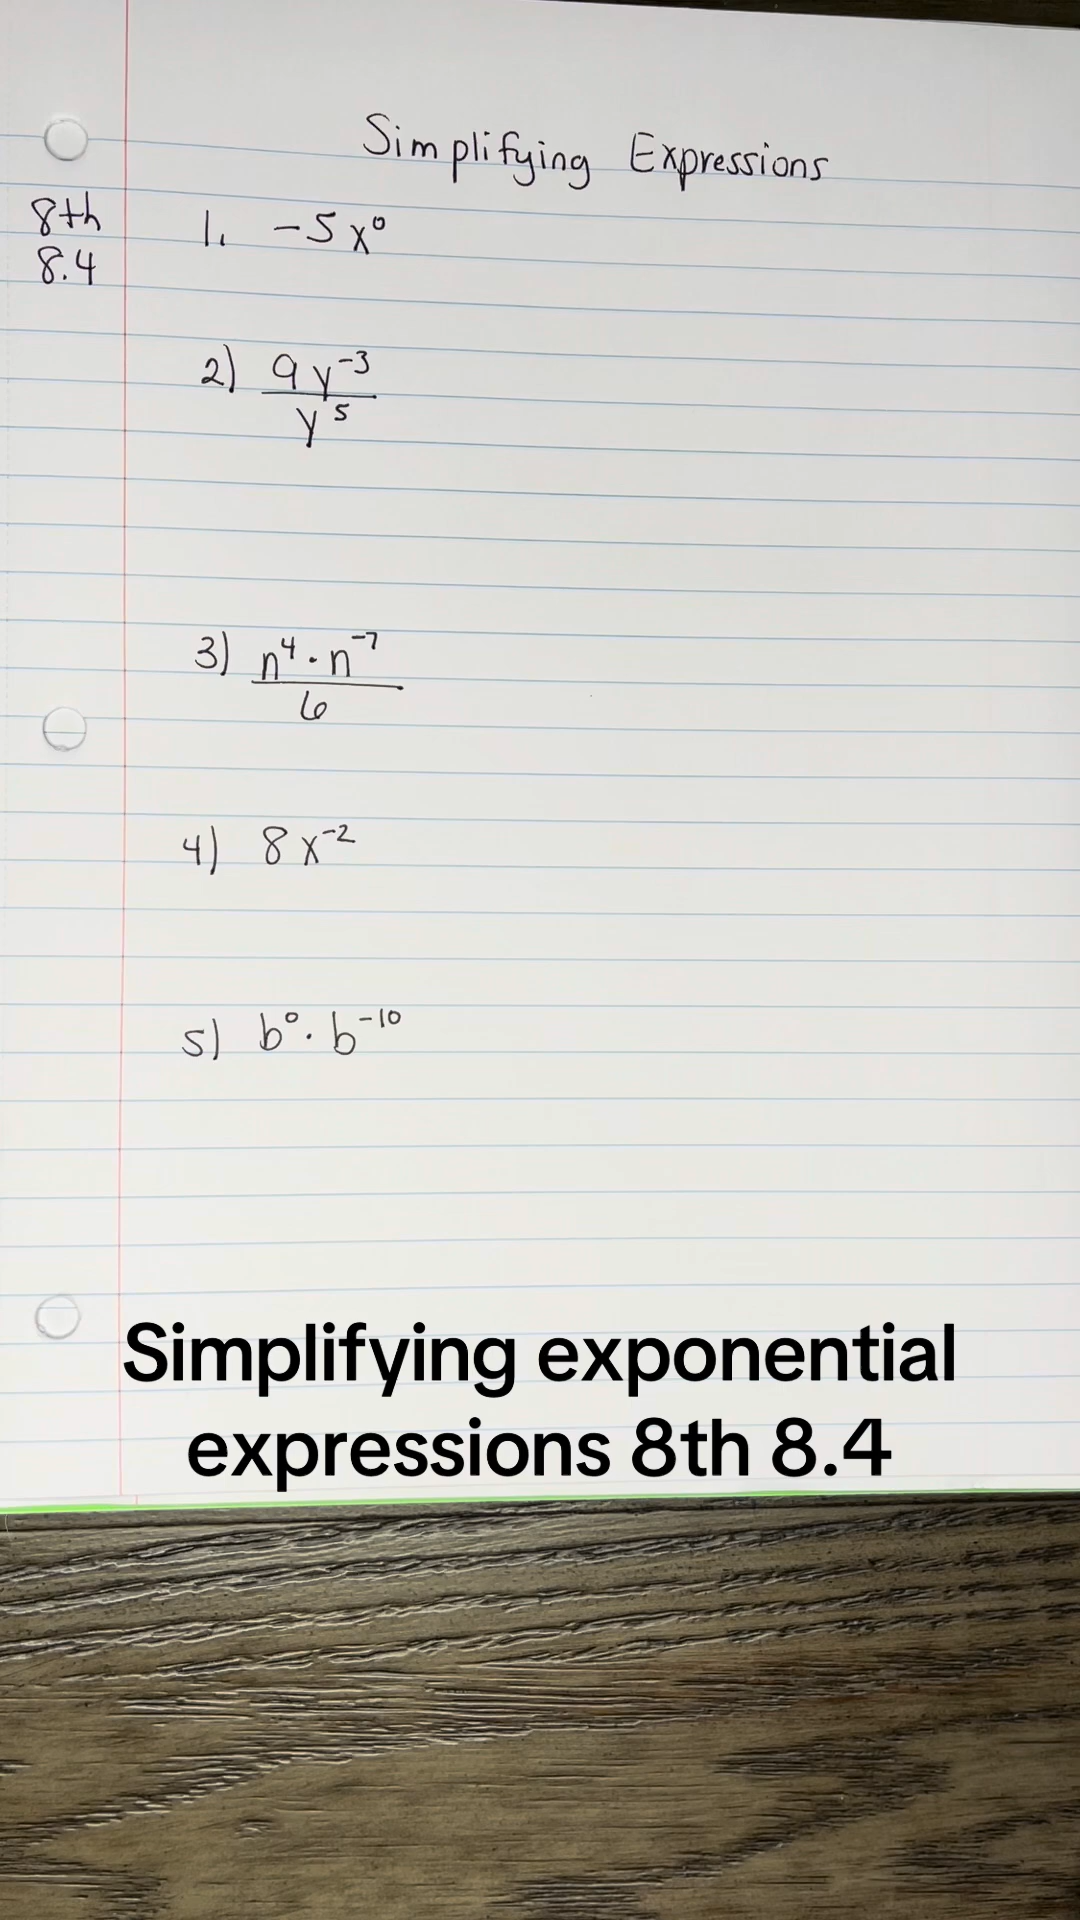 Simplifying Expressions
8th
8.4
1. -5x⁰
2) 9y⁻³
y⁵
3) n⁴·n⁻⁷
6
4) 8x⁻²
5) b⁰·b⁻¹⁰
Simplifying exponential
expressions 8th 8.4